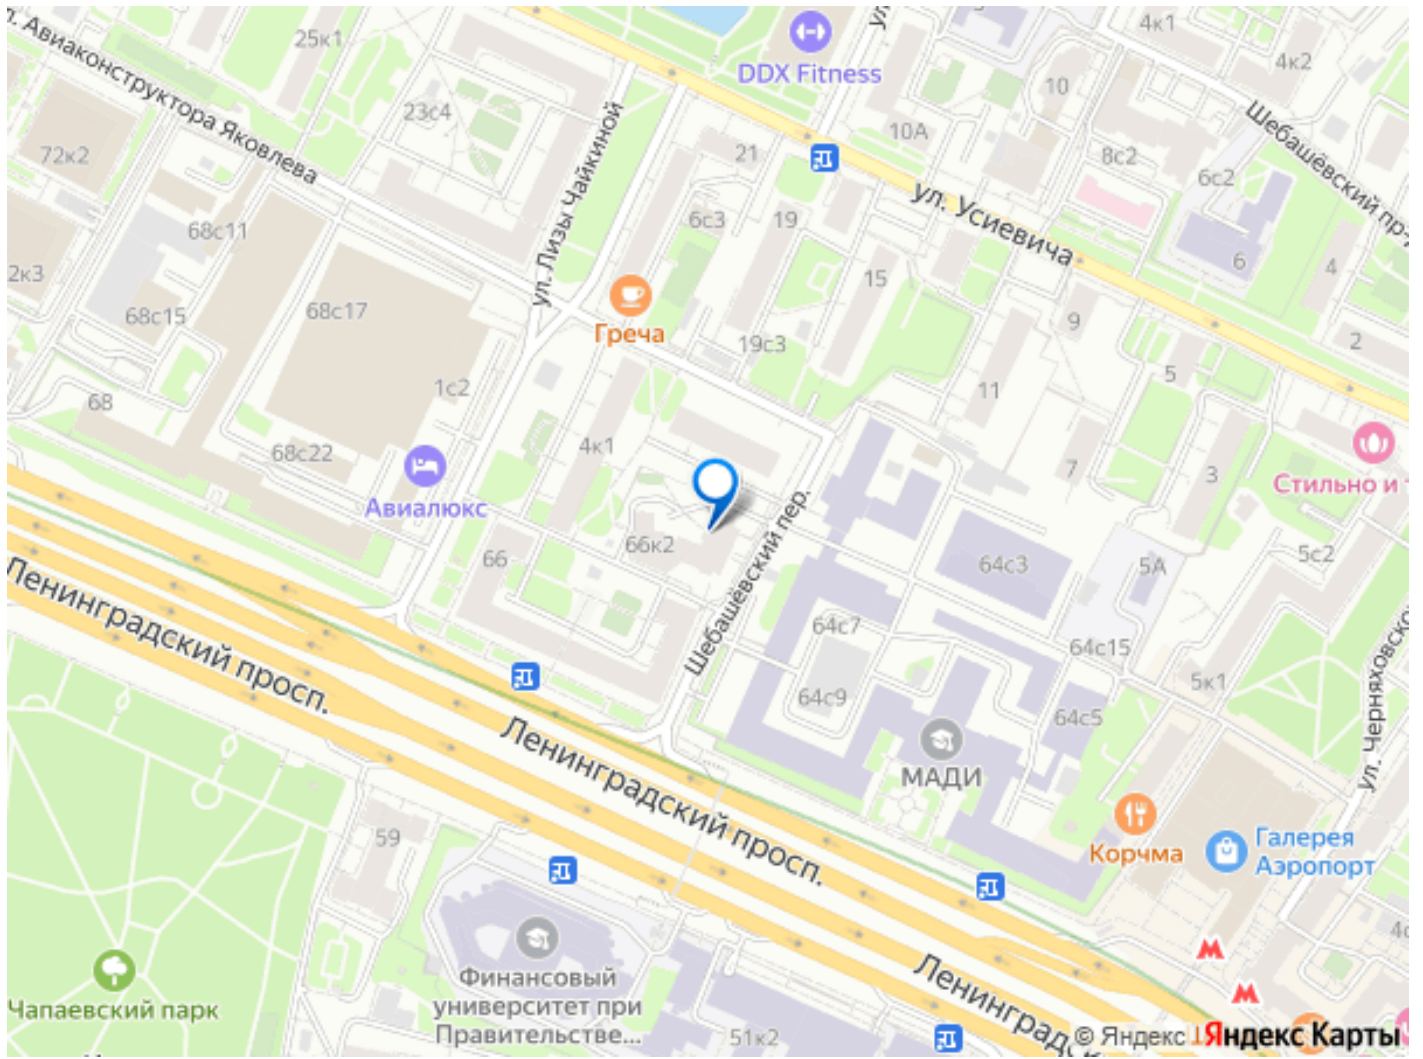 ул.
4к1
25к1
л. Авиаконструктора Яковлева
DDX Fitness
4к2
10
23с4
Шебашёвский пр-д
10А
72к2
21
8с2
6с2
ул. Лизы Чайкиной
ул. Усиевича
6с3
19
68с11
6
4
2к3
15
68с17
68с15
9
Греча
19с3
2
5
1с2
11
68
4к1
68с22
7
3
Стильно и т
Авиалюкс
Шебашёвский пер.
66к2
66
5с2
64с3
5А
Ленинградский просп.
64с7
64с15
ул. Черняховско
5к1
64с9
64с5
Ленинградский просп.
МАДИ
59
Корчма
Галерея
Аэропорт
4с
Финансовый
университет при
Правительстве...
Чапаевский парк
Ленинградс
51к2
© Яндекс
Яндекс Карты